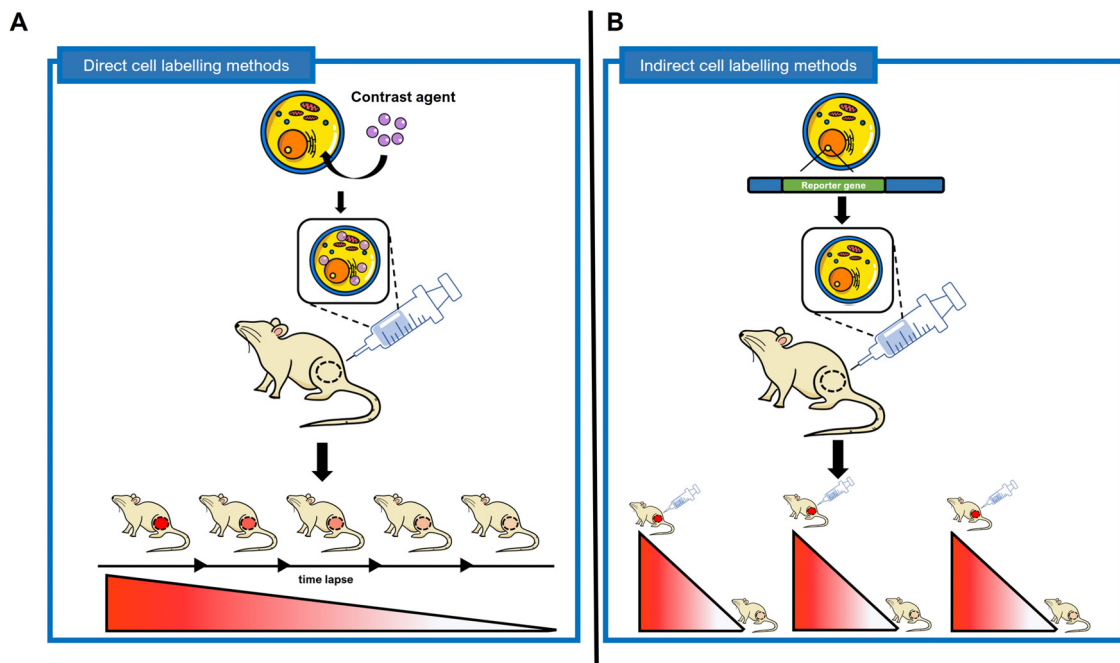 A
Direct cell labelling methods
Contrast agent
time lapse
B
Indirect cell labelling methods
Reporter gene